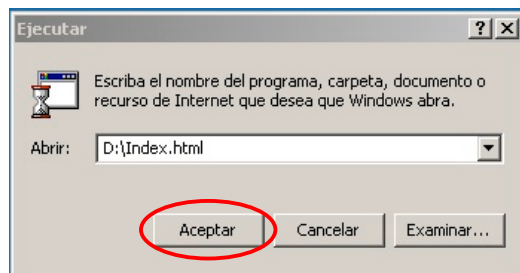 Ejecutar
Escriba el nombre del programa, carpeta, documento o
recurso de Internet que desea que Windows abra.
Abrir: D:\Index.html
Aceptar Cancelar Examinar...